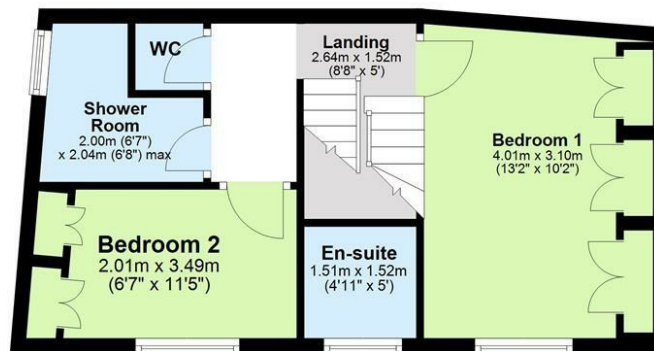 WC
Landing
2.64m x 1.52m
(8'8" x 5')
Shower
Room
2.00m (6'7")
x 2.04m (6'8") max
Bedroom 1
4.01m x 3.10m
(13'2" x 10'2")
Bedroom 2
2.01m x 3.49m
(6'7" x 11'5")
En-suite
1.51m x 1.52m
(4'11" x 5')